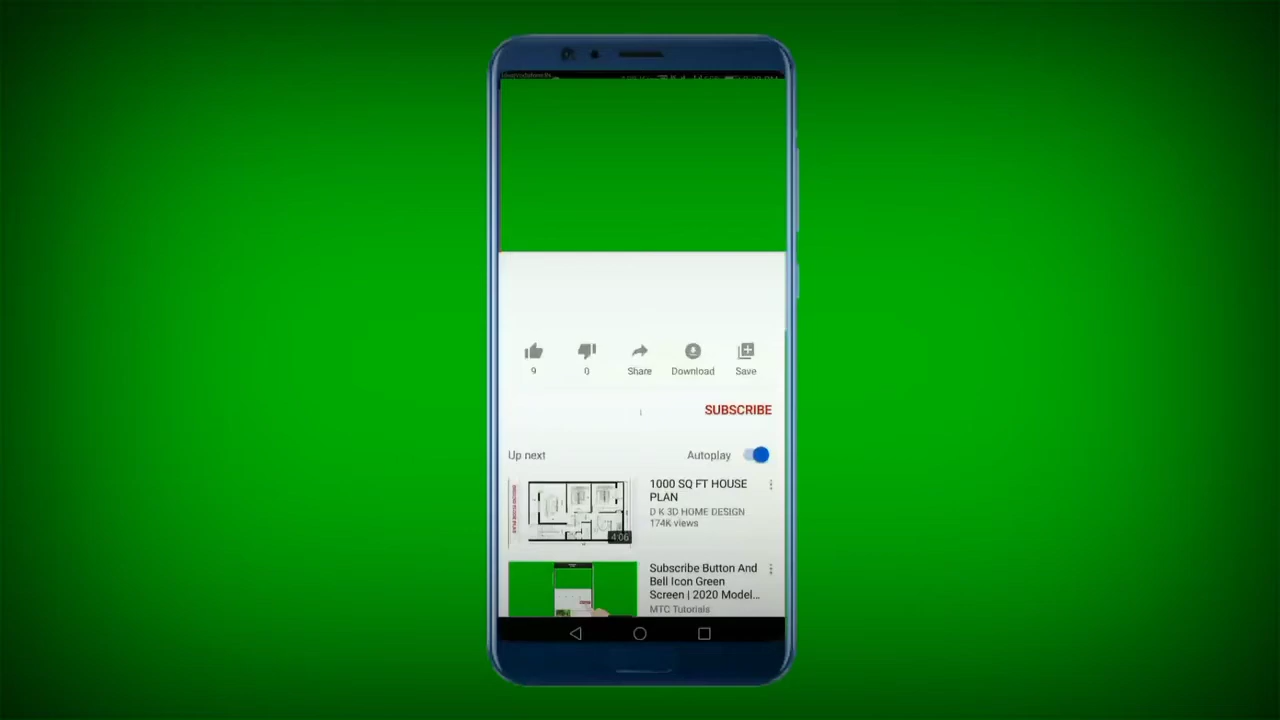 9
0
Share
Download
Save
SUBSCRIBE
Up next
Autoplay
1000 SQ FT HOUSE
PLAN
D K 3D HOME DESIGN
174K views
4:06
Subscribe Button And
Bell Icon Green
Screen | 2020 Model...
MTC Tutorials